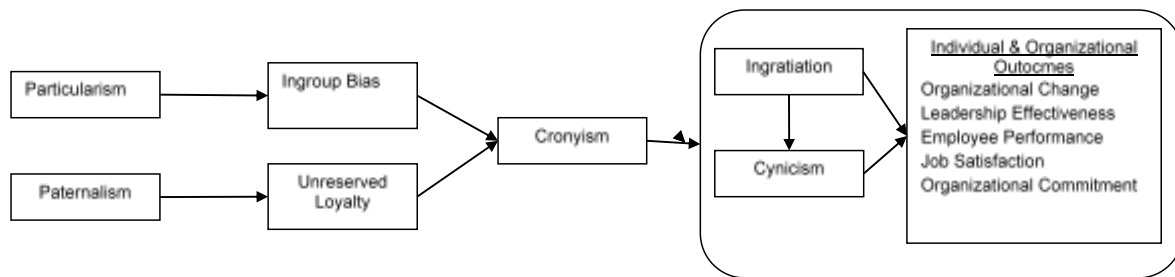 Particularism
Ingroup Bias
Paternalism
Unreserved
Loyalty
Cronyism
Ingratiation
Cynicism
Individual & Organizational
Outocmes
Organizational Change
Leadership Effectiveness
Employee Performance
Job Satisfaction
Organizational Commitment